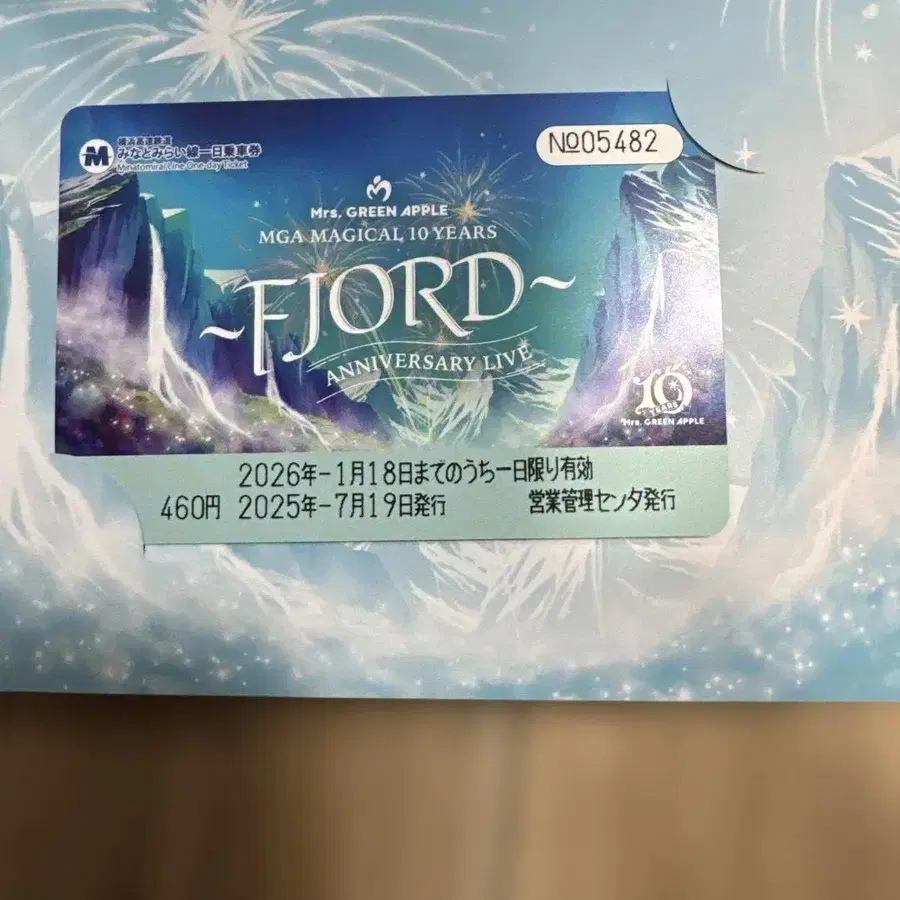 横浜高速鉄道
みなとみらい線一日乗車券
Minatomirai Line One-day Ticket
№05482
Mrs. GREEN APPLE
MGA MAGICAL 10 YEARS
~FJORD~
ANNIVERSARY LIVE
10
YEARS
Mrs. GREEN APPLE
2026年-1月18日までのうち一日限り有効
460円 2025年-7月19日発行 営業管理センタ発行